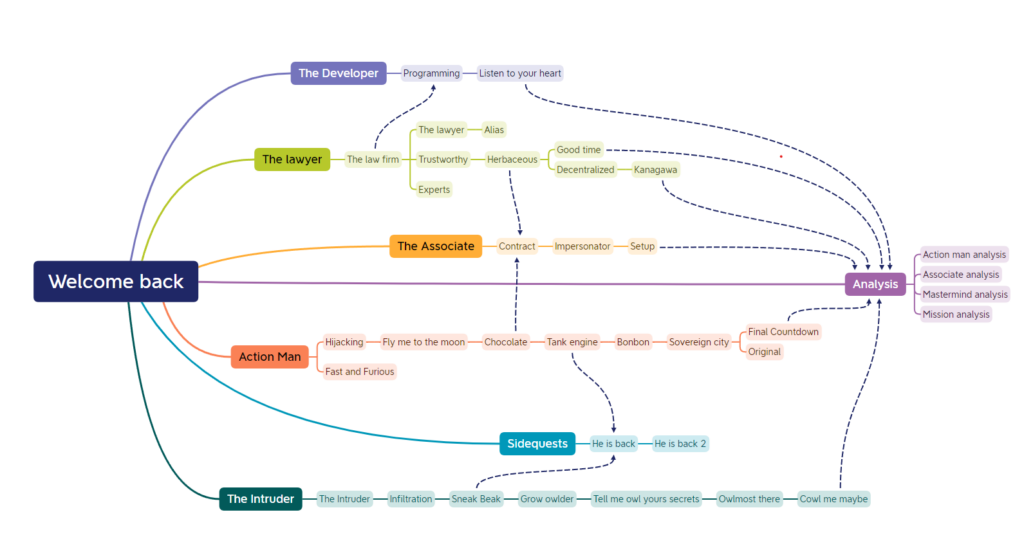 The Developer
Programming
Listen to your heart
The lawyer
The law firm
The lawyer
Alias
Trustworthy
Herbaceous
Good time
Decentralized
Kanagawa
Experts
The Associate
Contract
Impersonator
Setup
Welcome back
Analysis
Action man analysis
Associate analysis
Mastermind analysis
Mission analysis
Action Man
Hijacking
Fly me to the moon
Chocolate
Tank engine
Bonbon
Sovereign city
Final Countdown
Original
Fast and Furious
Sidequests
He is back
He is back 2
The Intruder
The Intruder
Infiltration
Sneak Beak
Grow owlder
Tell me owl yours secrets
Owlmost there
Cowl me maybe